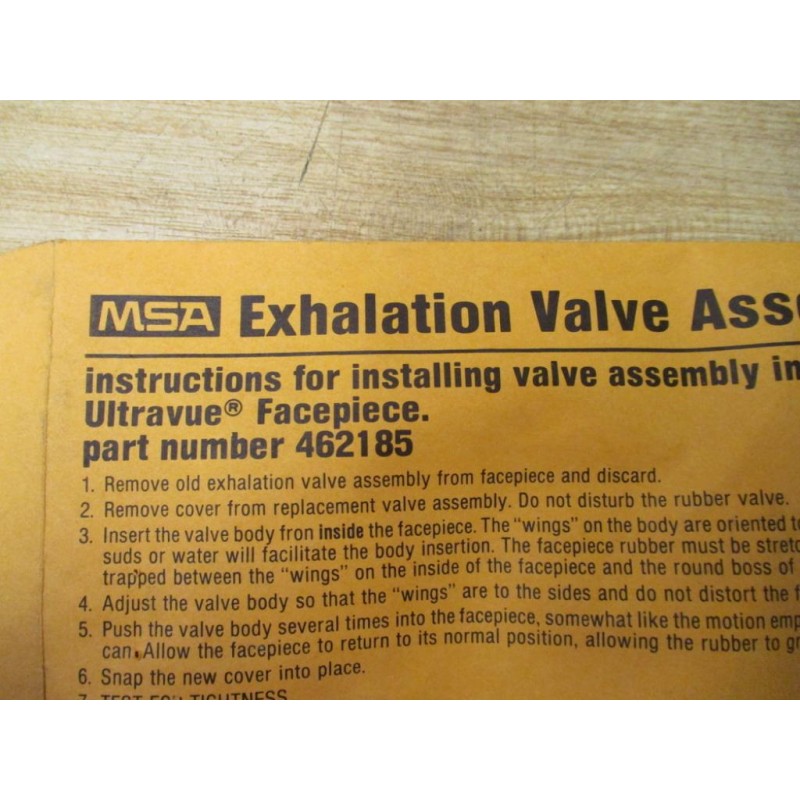 MSA Exhalation Valve
instructions for installing valve assembly in
Ultravue® Facepiece.
part number 462185
1. Remove old exhalation valve assembly from facepiece and discard.
2. Remove cover from replacement valve assembly. Do not disturb the rubber valve.
3. Insert the valve body fron inside the facepiece. The "wings" on the body are oriented
suds or water will facilitate the body insertion. The facepiece rubber must be
trapped between the "wings" on the inside of the facepiece and the round boss of
4. Adjust the valve body so that the "wings" are to the sides and do not distort the
5. Push the valve body several times into the facepiece, somewhat like the motion
can. Allow the facepiece to return to its normal position, allowing the rubber to
6. Snap the new cover into place.
7. TEST FOR TIGHTNESS